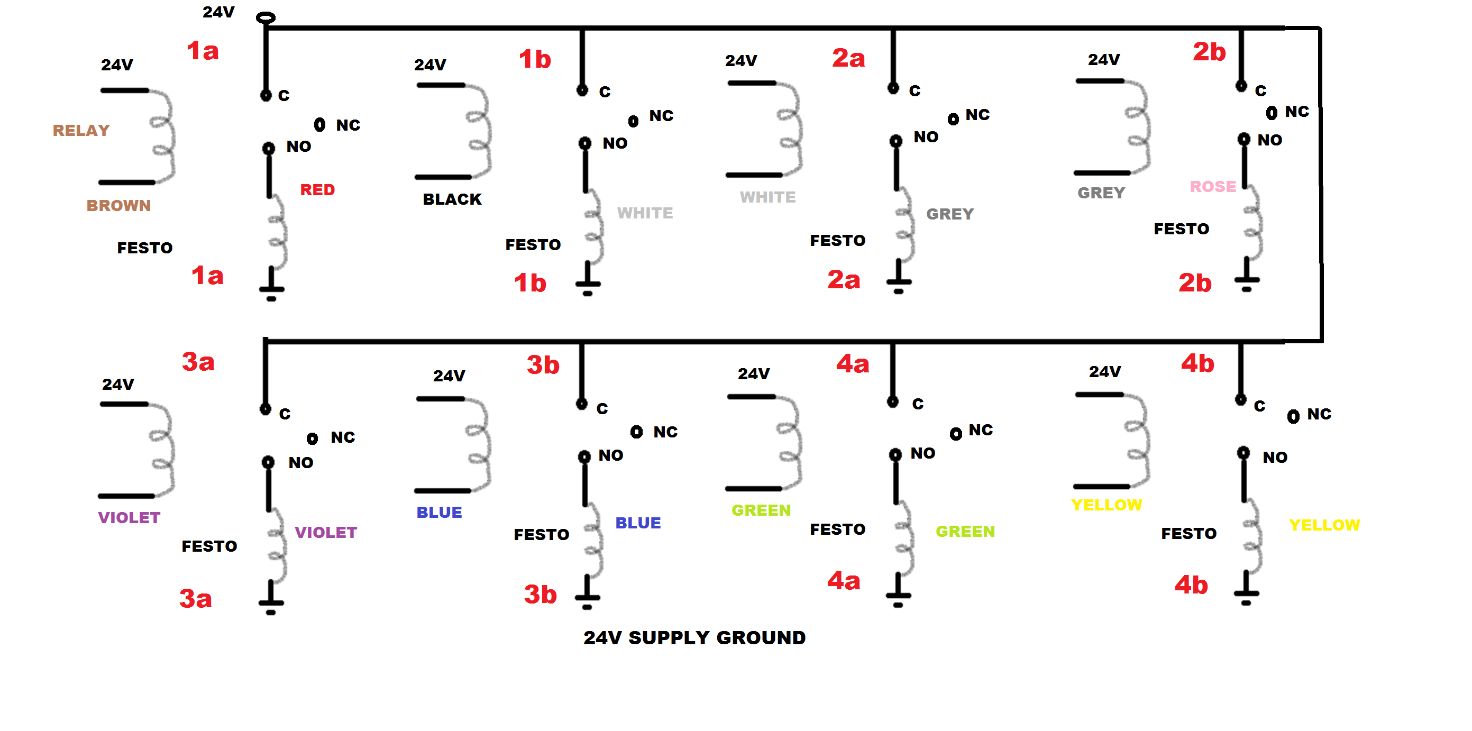 24V
1a
1b
2a
2b
24V
24V
24V
24V
C
C
C
C
RELAY
NC
NC
NC
NC
NO
NO
NO
NO
BROWN
RED
BLACK
WHITE
WHITE
GREY
GREY
ROSE
FESTO
FESTO
FESTO
FESTO
1a
1b
2a
2b
3a
3b
4a
4b
24V
24V
24V
24V
C
C
C
C
NC
NC
NC
NC
NO
NO
NO
NO
VIOLET
VIOLET
BLUE
BLUE
GREEN
GREEN
YELLOW
YELLOW
FESTO
FESTO
FESTO
FESTO
3a
3b
4a
4b
24V SUPPLY GROUND